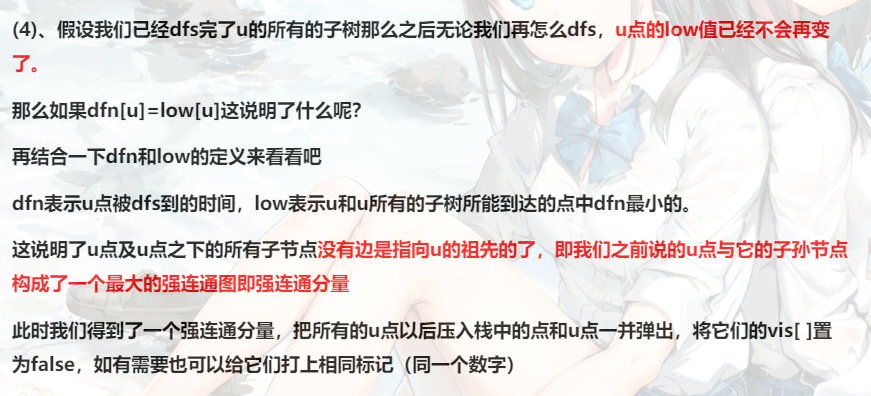 (4)、假设我们已经dfs完了u的所有的子树那么之后无论我们再怎么dfs，u点的low值已经不会再变
了。
那么如果dfn[u]=low[u]这说明了什么呢？
再结合一下dfn和low的定义来看看吧
dfn表示u点被dfs到的时间，low表示u和u所有的子树所能到达的点中dfn最小的。
这说明了u点及u点之下的所有子节点没有边是指向u的祖先的了，即我们之前说的u点与它的子孙节点
构成了一个最大的强连通图即强连通分量
此时我们得到了一个强连通分量，把所有的u点以后压入栈中的点和u点一并弹出，将它们的vis[ ]置
为false，如有需要也可以给它们打上相同标记（同一个数字）